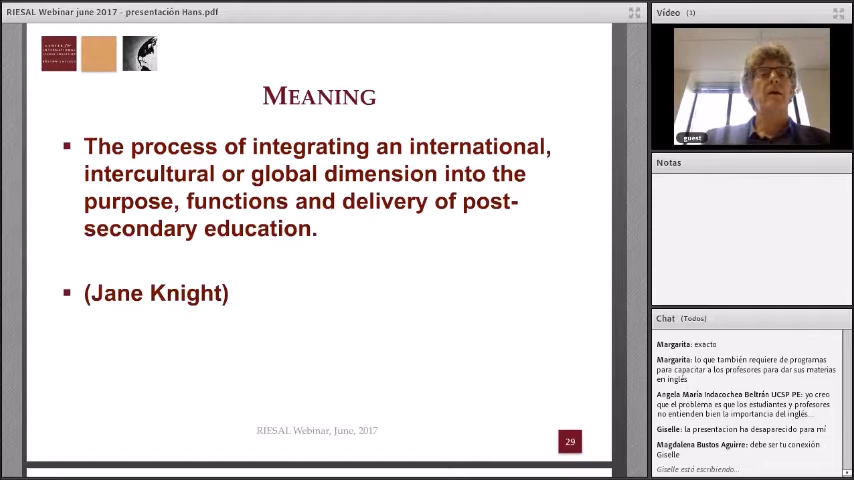 RIESAL Webinar june 2017 - presentación Hans.pdf
MEANING
▪ The process of integrating an international,
intercultural or global dimension into the
purpose, functions and delivery of post-
secondary education.
▪ (Jane Knight)
RIESAL Webinar, June, 2017
29
Vídeo (1)
guest
Notas
Chat (Todos)
Margarita: exacto
Margarita: lo que también requiere de programas
para capacitar a los profesores para dar sus materias
en inglés
Angela María Indacochea Beltrán UCSP PE: yo creo
que el problema es que los estudiantes y profesores
no entienden bien la importancia del inglés...
Giselle: la presentacion ha desaparecido para mí
Magdalena Bustos Aguirre: debe ser tu conexión
Giselle
Giselle está escribiendo...